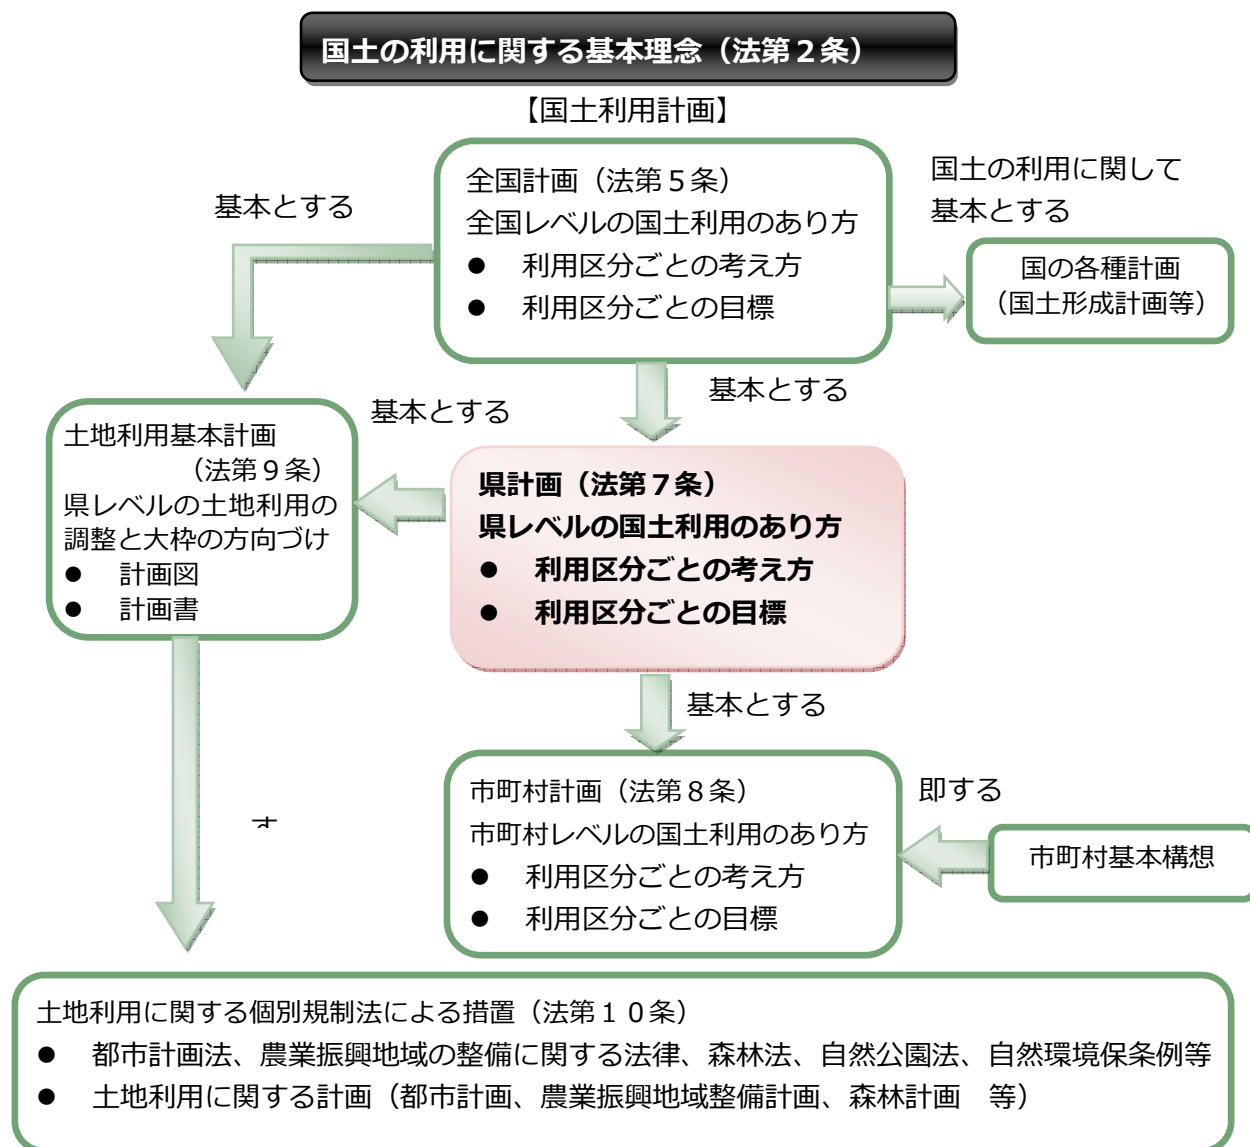 国土の利用に関する基本理念（法第２条）
【国土利用計画】
全国計画（法第５条）
全国レベルの国土利用のあり方
● 利用区分ごとの考え方
● 利用区分ごとの目標
国土の利用に関して
基本とする
基本とする
国の各種計画
（国土形成計画等）
基本とする
基本とする
土地利用基本計画
（法第９条）
県レベルの土地利用の
調整と大枠の方向づけ
● 計画図
● 計画書
県計画（法第７条）
県レベルの国土利用のあり方
● 利用区分ごとの考え方
● 利用区分ごとの目標
基本とする
市町村計画（法第８条）
市町村レベルの国土利用のあり方
● 利用区分ごとの考え方
● 利用区分ごとの目標
即する
市町村基本構想
土地利用に関する個別規制法による措置（法第１０条）
● 都市計画法、農業振興地域の整備に関する法律、森林法、自然公園法、自然環境保条例等
● 土地利用に関する計画（都市計画、農業振興地域整備計画、森林計画　等）